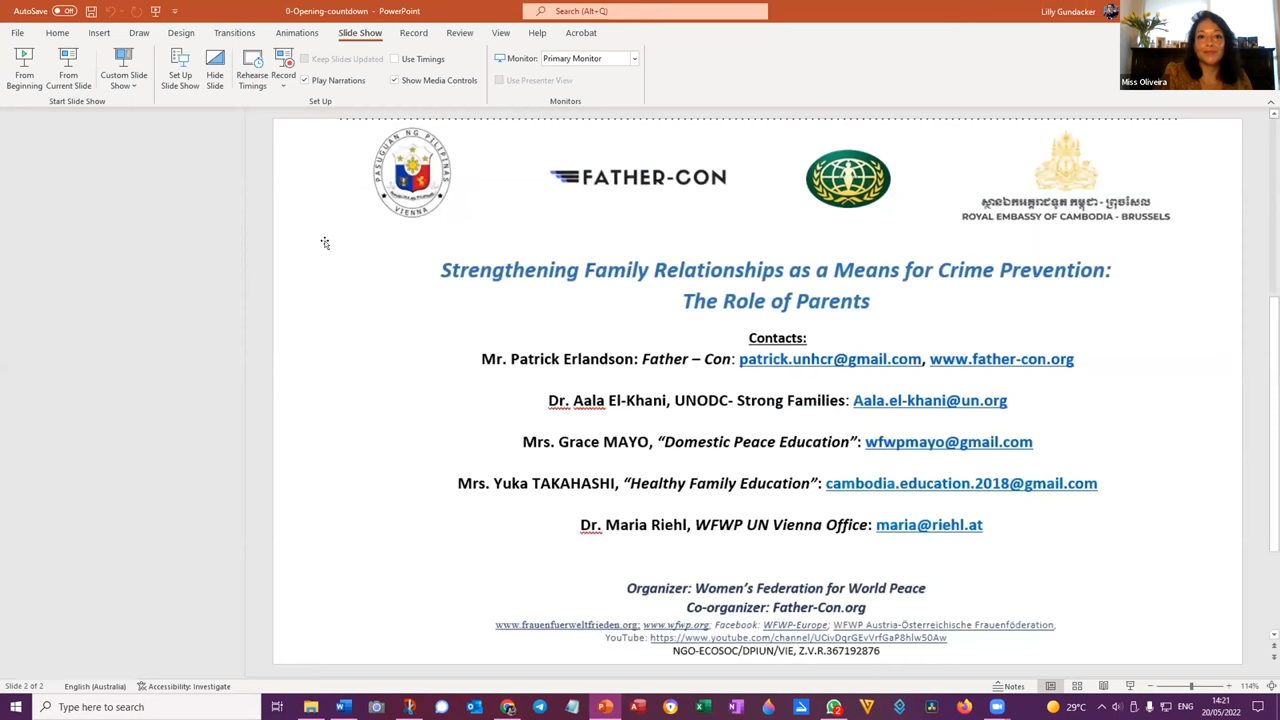 AutoSave Off
0-Opening-countdown - PowerPoint
Search (Alt+Q)
Lilly Gundacker
File Home Insert Draw Design Transitions Animations Slide Show Record Review View Help Acrobat
From Beginning
From Current Slide
Custom Slide Show
Set Up Slide Show
Hide Slide
Rehearse Timings
Record
Keep Slides Updated
Use Timings
Play Narrations
Show Media Controls
Monitor: Primary Monitor
Use Presenter View
Start Slide Show
Set Up
Monitors
Miss Oliveira
PASUGUAN NG PILIPINAS
VIENNA
FATHER-CON
ROYAL EMBASSY OF CAMBODIA - BRUSSELS
Strengthening Family Relationships as a Means for Crime Prevention:
The Role of Parents
Contacts:
Mr. Patrick Erlandson: Father – Con: patrick.unhcr@gmail.com, www.father-con.org
Dr. Aala El-Khani, UNODC- Strong Families: Aala.el-khani@un.org
Mrs. Grace MAYO, “Domestic Peace Education”: wfwpmayo@gmail.com
Mrs. Yuka TAKAHASHI, “Healthy Family Education”: cambodia.education.2018@gmail.com
Dr. Maria Riehl, WFWP UN Vienna Office: maria@riehl.at
Organizer: Women’s Federation for World Peace
Co-organizer: Father-Con.org
www.frauenfuerweltfrieden.org; www.wfwp.org; Facebook: WFWP-Europe; WFWP Austria-Österreichische Frauenföderation,
YouTube: https://www.youtube.com/channel/UCivDqrGEvVrfGaP8hlw50Aw
NGO-ECOSOC/DPIUN/VIE, Z.V.R.367192876
Slide 2 of 2
English (Australia)
Accessibility: Investigate
Notes
114%
Type here to search
29°C
ENG
14:21
20/05/2022